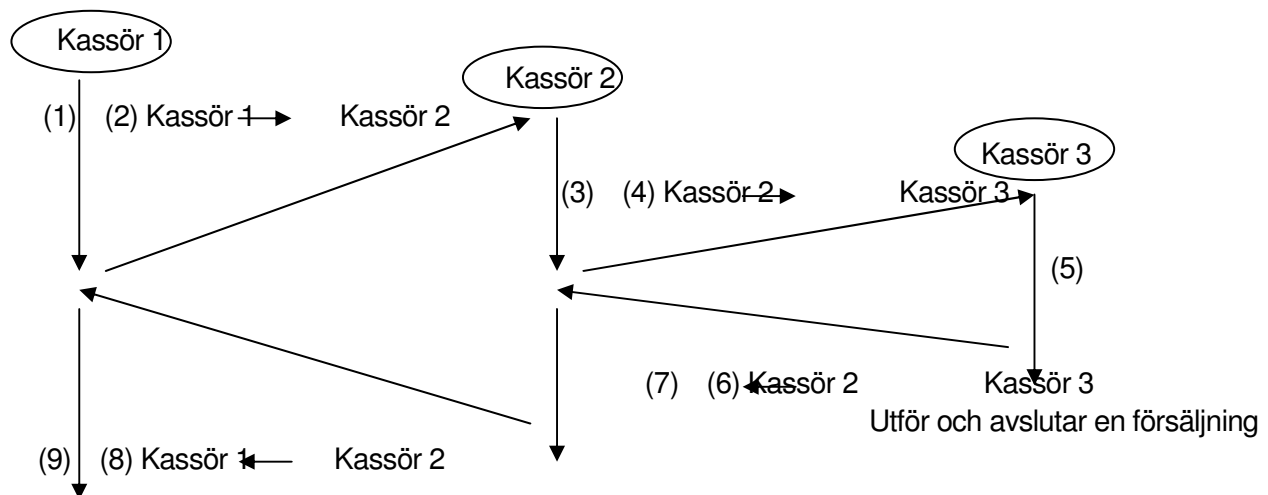 Kassör 1
Kassör 2
(1) (2) Kassör 1 Kassör 2
Kassör 3
(3) (4) Kassör 2 Kassör 3
(5)
(7) (6) Kassör 2 Kassör 3
Utför och avslutar en försäljning
(9) (8) Kassör 1 Kassör 2